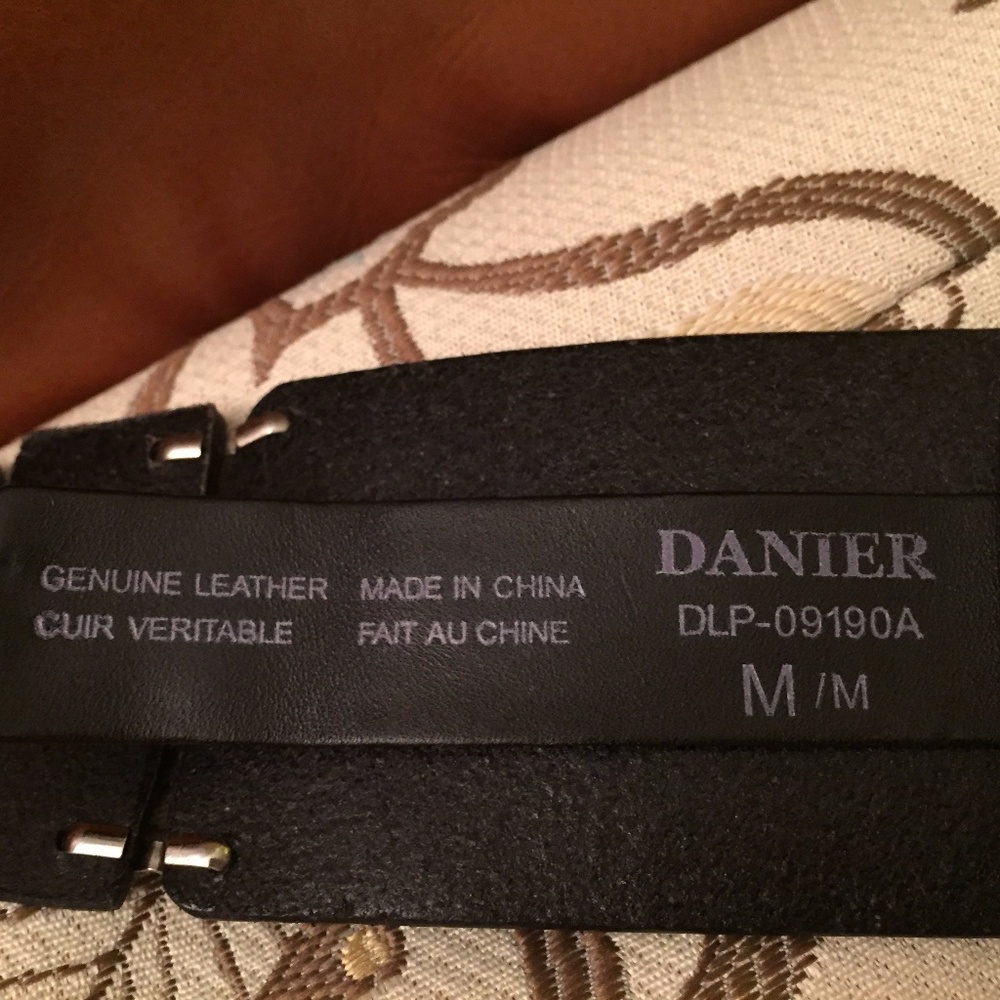 GENUINE LEATHER
CUIR VERITABLE
MADE IN CHINA
FAIT AU CHINE
DANIER
DLP-09190A
M /M